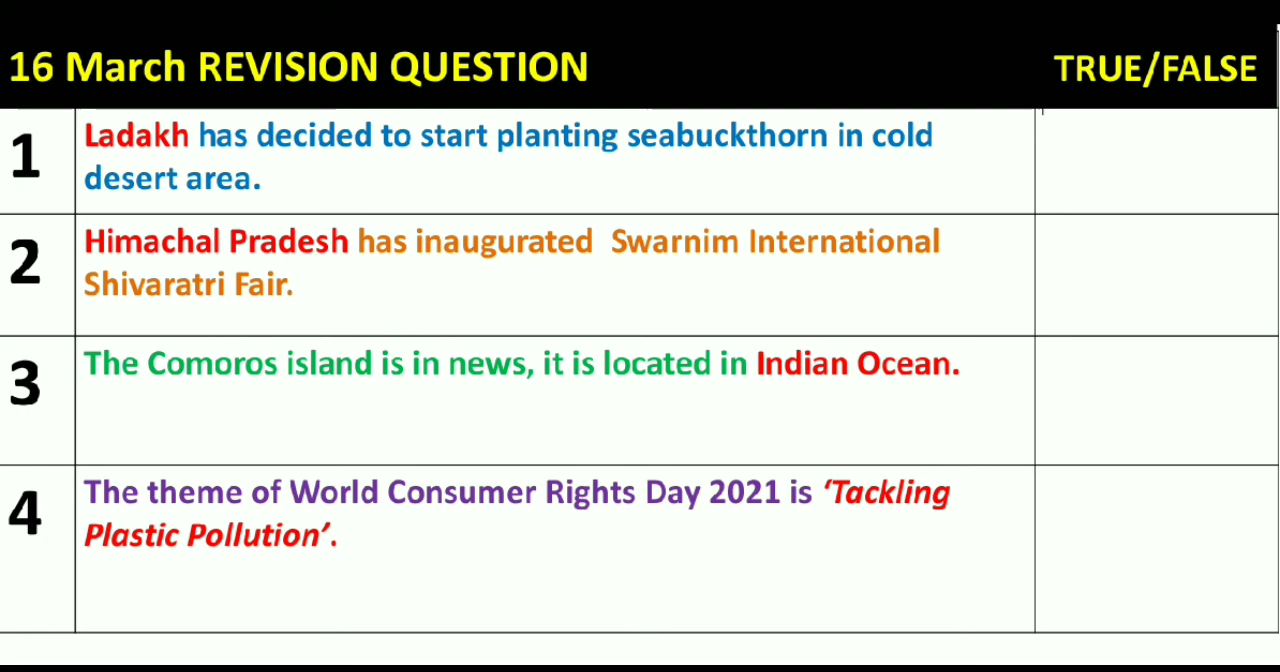 16 March REVISION QUESTION TRUE/FALSE
1 Ladakh has decided to start planting seabuckthorn in cold
desert area.
2 Himachal Pradesh has inaugurated Swarnim International
Shivaratri Fair.
3 The Comoros island is in news, it is located in Indian Ocean.
4 The theme of World Consumer Rights Day 2021 is ‘Tackling
Plastic Pollution’.